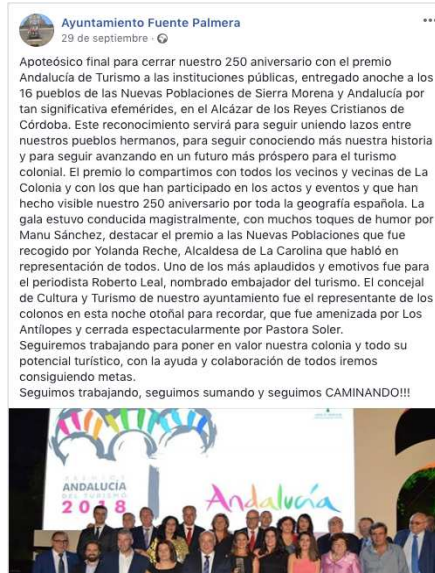 Ayuntamiento Fuente Palmera
29 de septiembre ·
Apoteósico final para cerrar nuestro 250 aniversario con el premio
Andalucía de Turismo a las instituciones públicas, entregado anoche a los
16 pueblos de las Nuevas Poblaciones de Sierra Morena y Andalucía por
tan significativa efemérides, en el Alcázar de los Reyes Cristianos de
Córdoba. Este reconocimiento servirá para seguir uniendo lazos entre
nuestros pueblos hermanos, para seguir conociendo más nuestra historia
y para seguir avanzando en un futuro más próspero para el turismo
colonial. El premio lo compartimos con todos los vecinos y vecinas de La
Colonia y con los que han participado en los actos y eventos y que han
hecho visible nuestro 250 aniversario por toda la geografía española. La
gala estuvo conducida magistralmente, con muchos toques de humor por
Manu Sánchez, destacar el premio a las Nuevas Poblaciones que fue
recogido por Yolanda Reche, Alcaldesa de La Carolina que habló en
representación de todos. Uno de los más aplaudidos y emotivos fue para
el periodista Roberto Leal, nombrado embajador del turismo. El concejal
de Cultura y Turismo de nuestro ayuntamiento fue el representante de los
colonos en esta noche otoñal para recordar, que fue amenizada por Los
Antílopes y cerrada espectacularmente por Pastora Soler.
Seguiremos trabajando para poner en valor nuestra colonia y todo su
potencial turístico, con la ayuda y colaboración de todos iremos
consiguiendo metas.
Seguimos trabajando, seguimos sumando y seguimos CAMINANDO!!!
PREMIOS
ANDALUCÍA
DEL TURISMO
2018
Andalucía